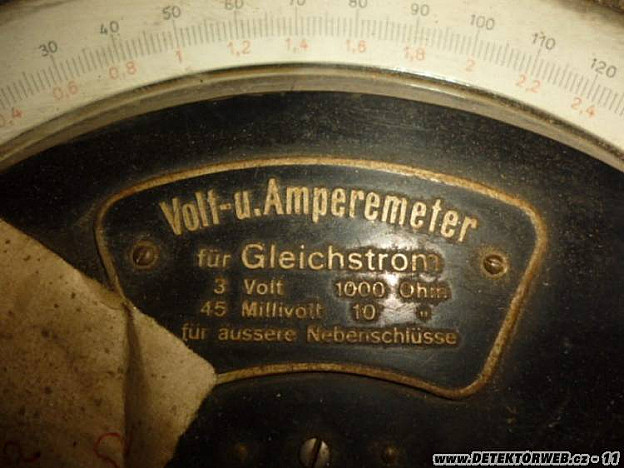 30 40 50 60 70 80 90 100 110 120
0,4 0,6 0,8 1 1,2 1,4 1,6 1,8 2 2,2 2,4
Volt-u.Amperemeter
für Gleichstrom
3 Volt 1000 Ohm
45 Millivolt 10 "
für äussere Nebenschlüsse
www.DETEKTORWEB.cz - 11